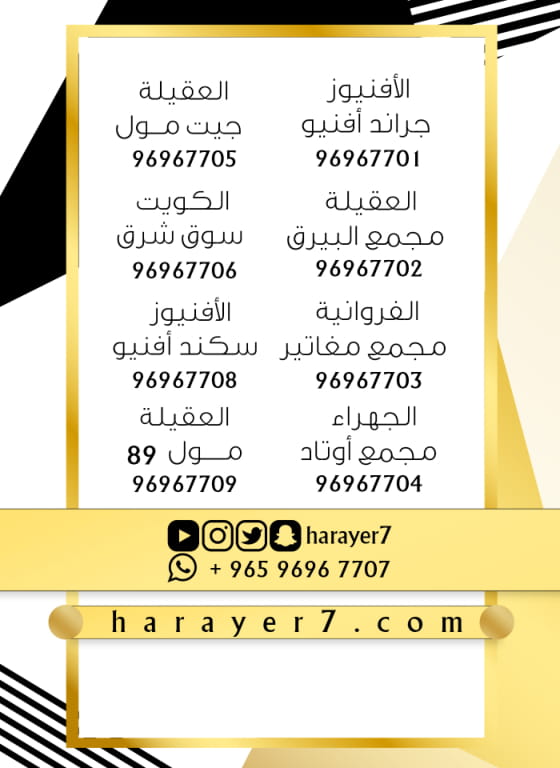 الأفنيوز
جراند أفنيو
96967701
العقيلة
جيت مــول
96967705
العقيلة
مجمع البيرق
96967702
الكويت
سوق شرق
96967706
الفروانية
مجمع مغاتير
96967703
الأفنيوز
سكند أفنيو
96967708
الجهراء
مجمع أوتاد
96967704
العقيلة
مــــول 89
96967709
harayer7
+ 965 9696 7707
harayer7.com